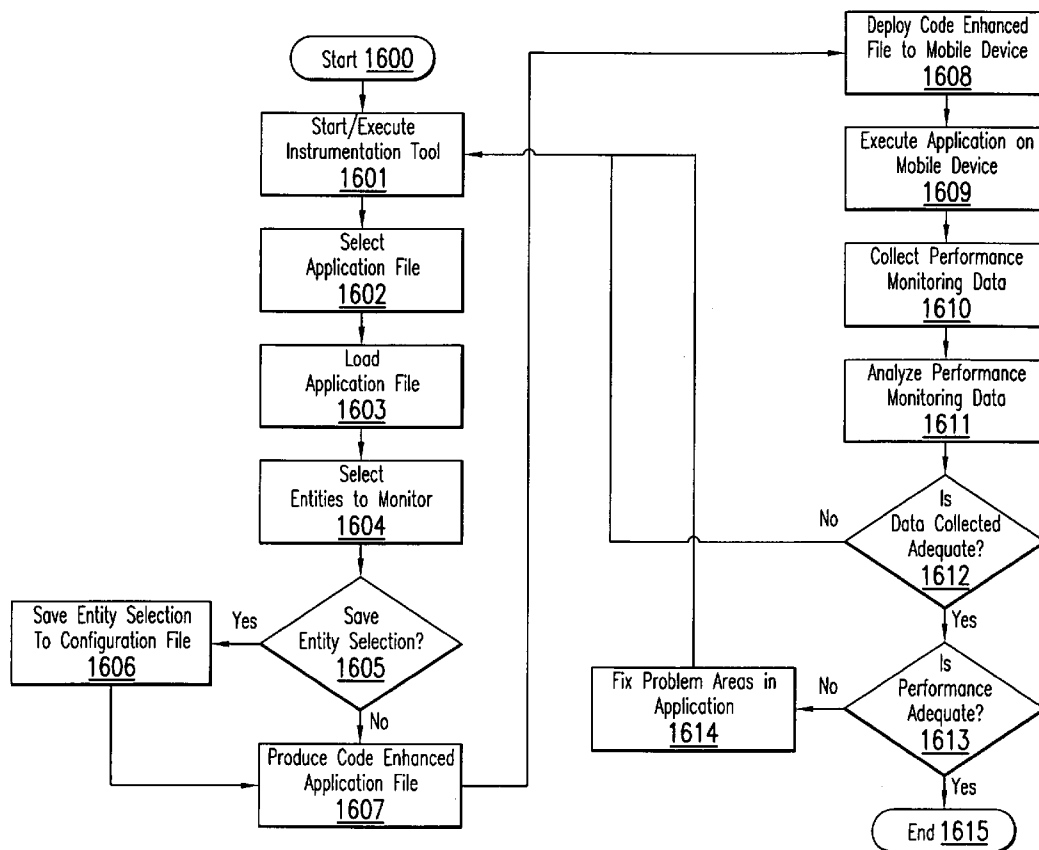 Start 1600
Start/Execute
Instrumentation Tool
1601
Select
Application File
1602
Load
Application File
1603
Select
Entities to Monitor
1604
Save
Entity Selection?
1605
Yes
No
Save Entity Selection
To Configuration File
1606
Produce Code Enhanced
Application File
1607
Deploy Code Enhanced
File to Mobile Device
1608
Execute Application on
Mobile Device
1609
Collect Performance
Monitoring Data
1610
Analyze Performance
Monitoring Data
1611
Is
Data Collected
Adequate?
1612
No
Yes
Is
Performance
Adequate?
1613
No
Yes
Fix Problem Areas in
Application
1614
End 1615